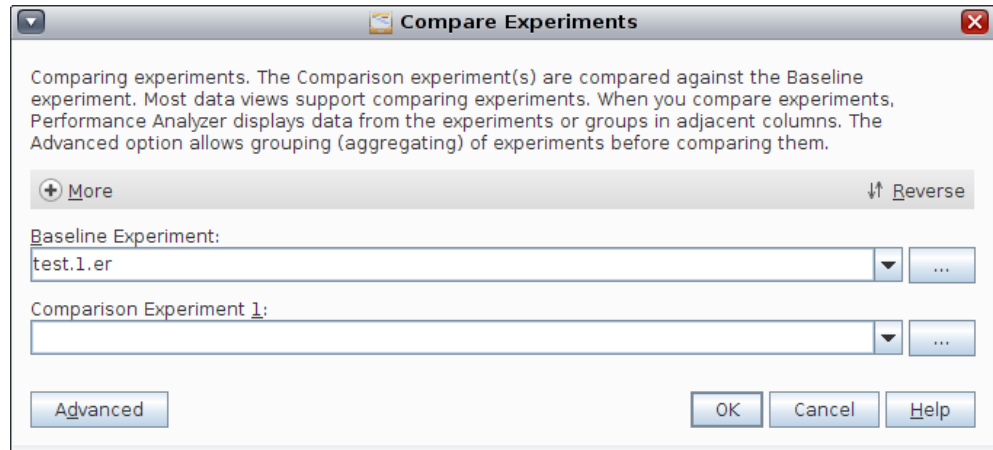 Compare Experiments
Comparing experiments. The Comparison experiment(s) are compared against the Baseline
experiment. Most data views support comparing experiments. When you compare experiments,
Performance Analyzer displays data from the experiments or groups in adjacent columns. The
Advanced option allows grouping (aggregating) of experiments before comparing them.
More Reverse
Baseline Experiment:
test.1.er
...
Comparison Experiment 1:
...
Advanced OK Cancel Help